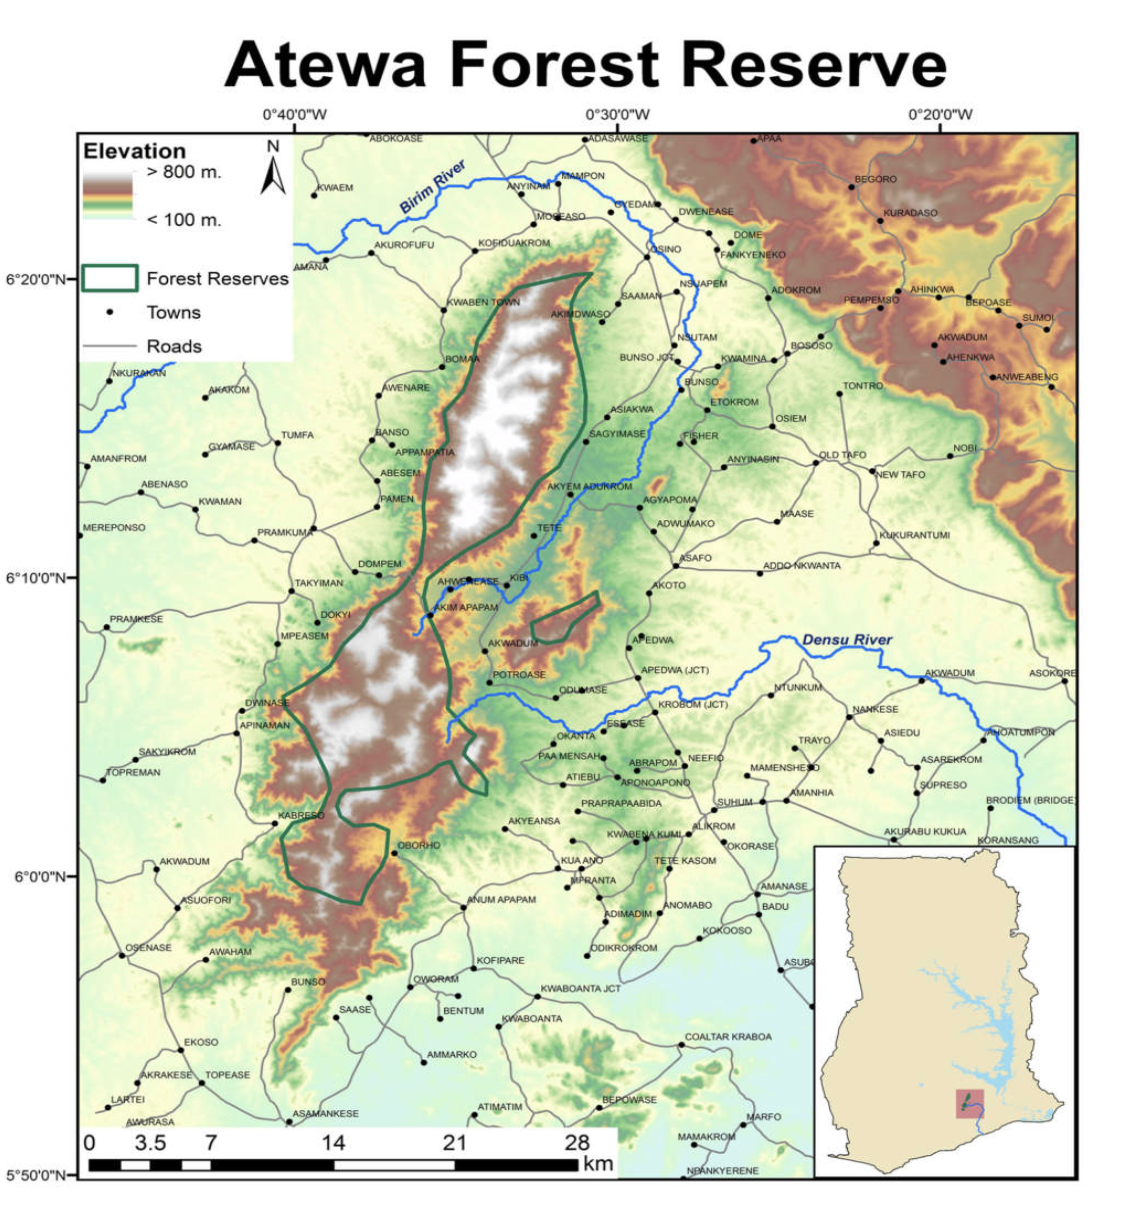 Atewa Forest Reserve
0°40'0"W
0°30'0"W
0°20'0"W
Elevation
> 800 m.
< 100 m.
Forest Reserves
Towns
Roads
N
ABOKOASE
ADASAWASE
APAA
KWAEM
Birim River
ANYINAM
MAMPON
BEGORO
MOSEASO
GYEDAM
DWENEASE
KURADASO
AKUROFUFU
KOFIDUAKROM
OSINO
DOME
FANKYENEKO
AMANA
6°20'0"N
NSJAPEM
SAAMAN
ADOKROM
PEMPEMSO
AHINKWA
BEPOASE
KWABEN TOWN
AKIMDWASO
SUMOI
NSUTAM
BOSOSO
AKWADUM
BOMAA
BUNSO JCT
KWAMINA
AHENKWA
NKURAKAN
AKAKOM
AWENARE
BUNSO
TONTRO
ANWEABENG
ETOKROM
ASIAKWA
OSIEM
TUMFA
BANSO
SAGYIMASE
FISHER
GYAMASE
APPAMPATIA
NOBI
AMANFROM
ANYINASIN
OLD TAFO
NEW TAFO
ABENASO
ABESEM
AKYEM ADUKROM
KWAMAN
PAMEN
AGYAPOMA
MEREPONSO
PRAMKUMA
TETE
ADWUMAKO
MAASE
KUKURANTUMI
DOMPEM
ASAFO
ADDO NKWANTA
6°10'0"N
TAKYIMAN
AHWENEASE
KIBI
AKOTO
AKIM APAPAM
PRAMKESE
DOKYI
MPEASEM
AKWADUM
APEDWA
Densu River
POTROASE
APEDWA (JCT)
AKWADUM
ASOKORE
ODUMASE
NTUNKUM
DWINASE
KROBOM (JCT)
NANKESE
APINAMAN
ESSASE
OKANTA
ASIEDU
AHOATUMPON
SAKYIKROM
PAA MENSAH
TRAYO
TOPREMAN
ABRAPOM
NEEFIO
MAMENSHESO
ASAREKROM
ATIEBU
APONOAPONO
SUPRESO
PRAPRAPAABIDA
SUHUM
AMANHIA
BRODIEM (BRIDGE)
KABRESO
AKYEANSA
KWABENA KUMI
ALIKROM
AKURABU KUKUA
OBORHO
OKORASE
KORANSANG
AKWADUM
KUA ANO
TETE KASOM
6°0'0"N
MFRANTA
AMANASE
ASUOFORI
ANUM APAPAM
ADIMADIM
ANOMABO
BADU
KOKOOSO
OSENASE
AWAHAM
KOFIPARE
ODIKROKROM
ASUBO
BUNSO
OWORAM
KWABOANTA JCT
SAASE
BENTUM
KWABOANTA
EKOSO
AMMARKO
COALTAR KRABOA
AKRAKESE
TOPEASE
LARTEI
ATIMATIM
BEPOWASE
AWURASA
ASAMANKESE
MARFO
0 3.5 7 14 21 28
km
MAMAKROM
NPANKYERENE
5°50'0"N